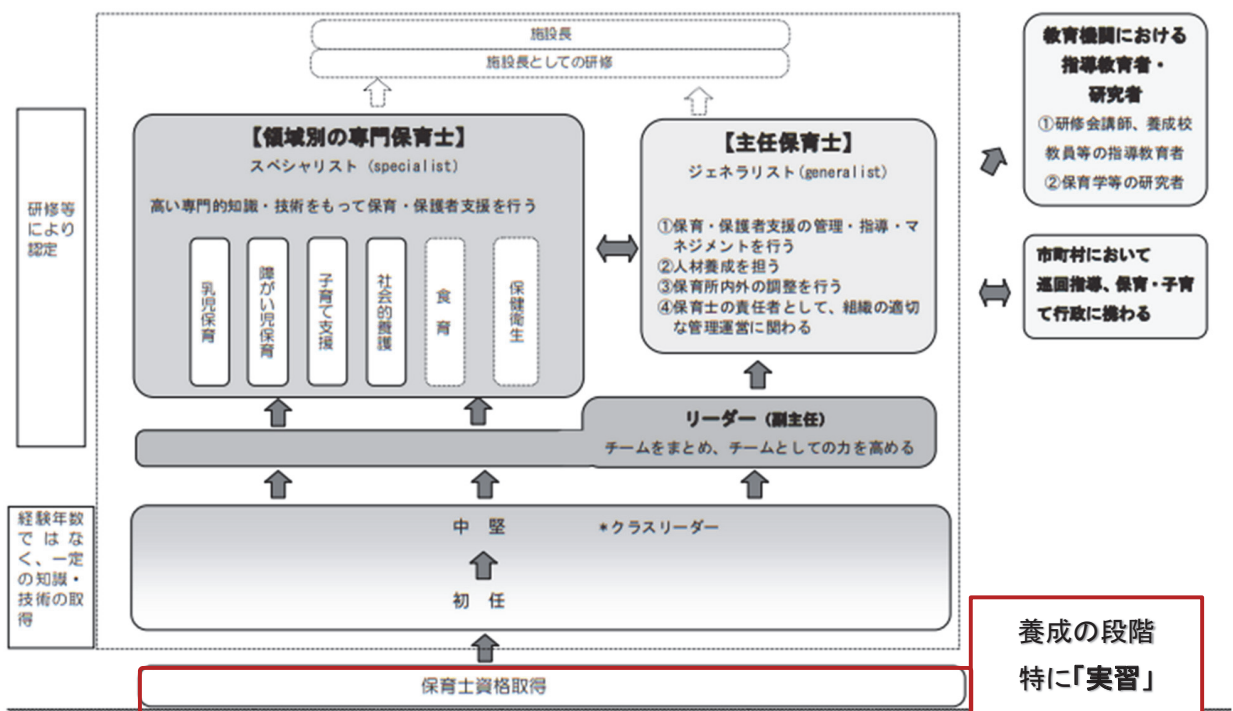 施設長
施設長としての研修
【領域別の専門保育士】
スペシャリスト（specialist）
高い専門的知識・技術をもって保育・保護者支援を行う
乳児保育
障がい児保育
子育て支援
社会的養護
食育
保健衛生
【主任保育士】
ジェネラリスト(generalist)
①保育・保護者支援の管理・指導・マ
ネジメントを行う
②人材養成を担う
③保育所内外の調整を行う
④保育士の責任者として、組織の適切
な管理運営に関わる
教育機関における
指導教育者・
研究者
①研修会講師、養成校
教員等の指導教育者
②保育学等の研究者
市町村において
巡回指導、保育・子育
て行政に携わる
研修等
により
認定
リーダー（副主任）
チームをまとめ、チームとしての力を高める
経験年数
ではな
く、一定
の知識・
技術の取
得
中　堅
＊クラスリーダー
初　任
保育士資格取得
養成の段階
特に「実習」